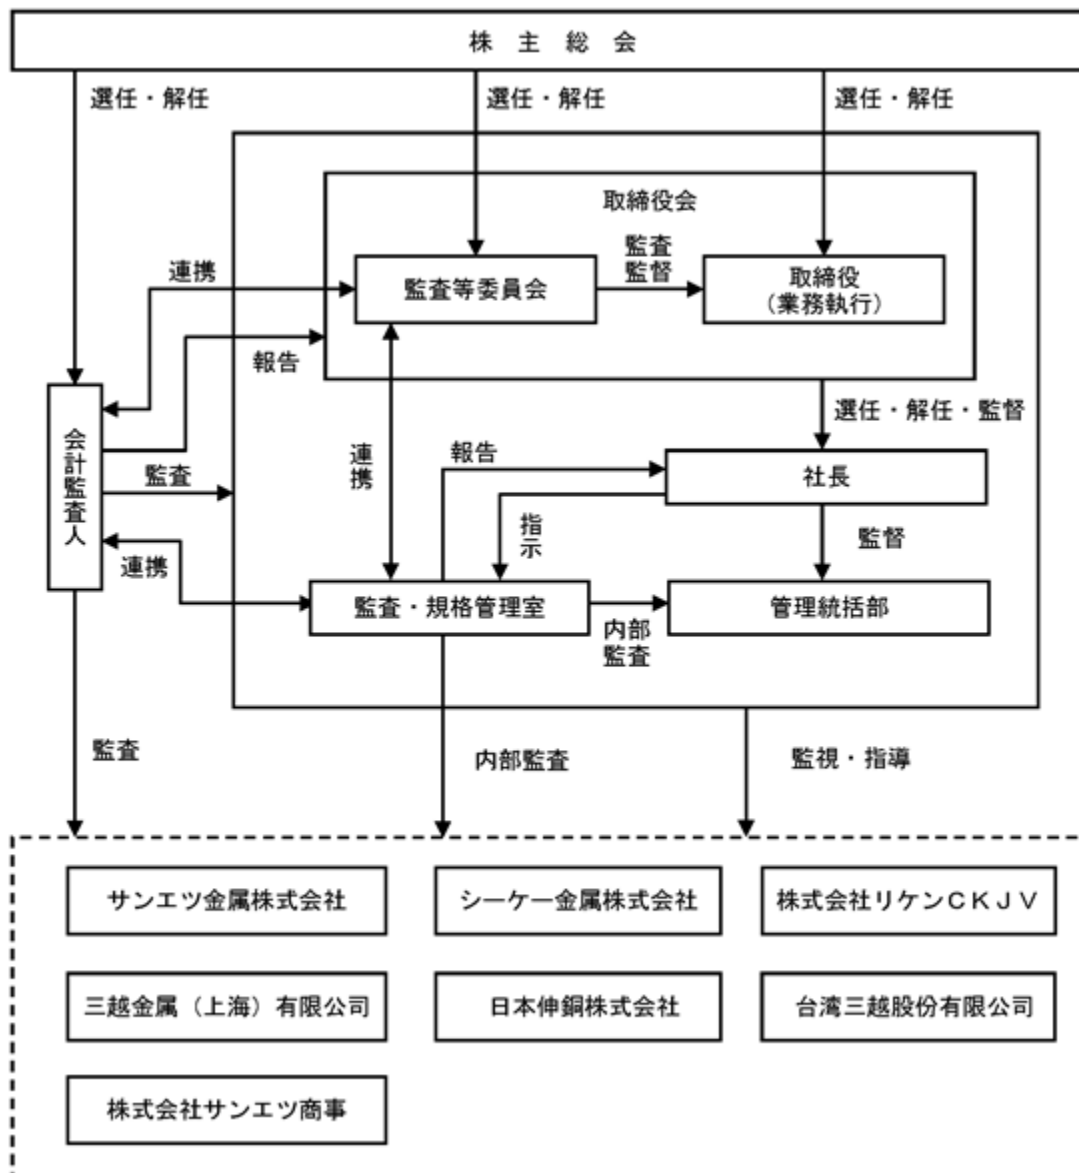 株主総会
選任・解任
選任・解任
選任・解任
取締役会
監査等委員会
監査
監督
取締役
（業務執行）
連携
報告
選任・解任・監督
会計監査人
監査
連携
連携
報告
社長
指示
監督
監査・規格管理室
内部
監査
管理統括部
監査
内部監査
監視・指導
サンエツ金属株式会社
シーケー金属株式会社
株式会社リケンＣＫＪＶ
三越金属（上海）有限公司
日本伸銅株式会社
台湾三越股份有限公司
株式会社サンエツ商事